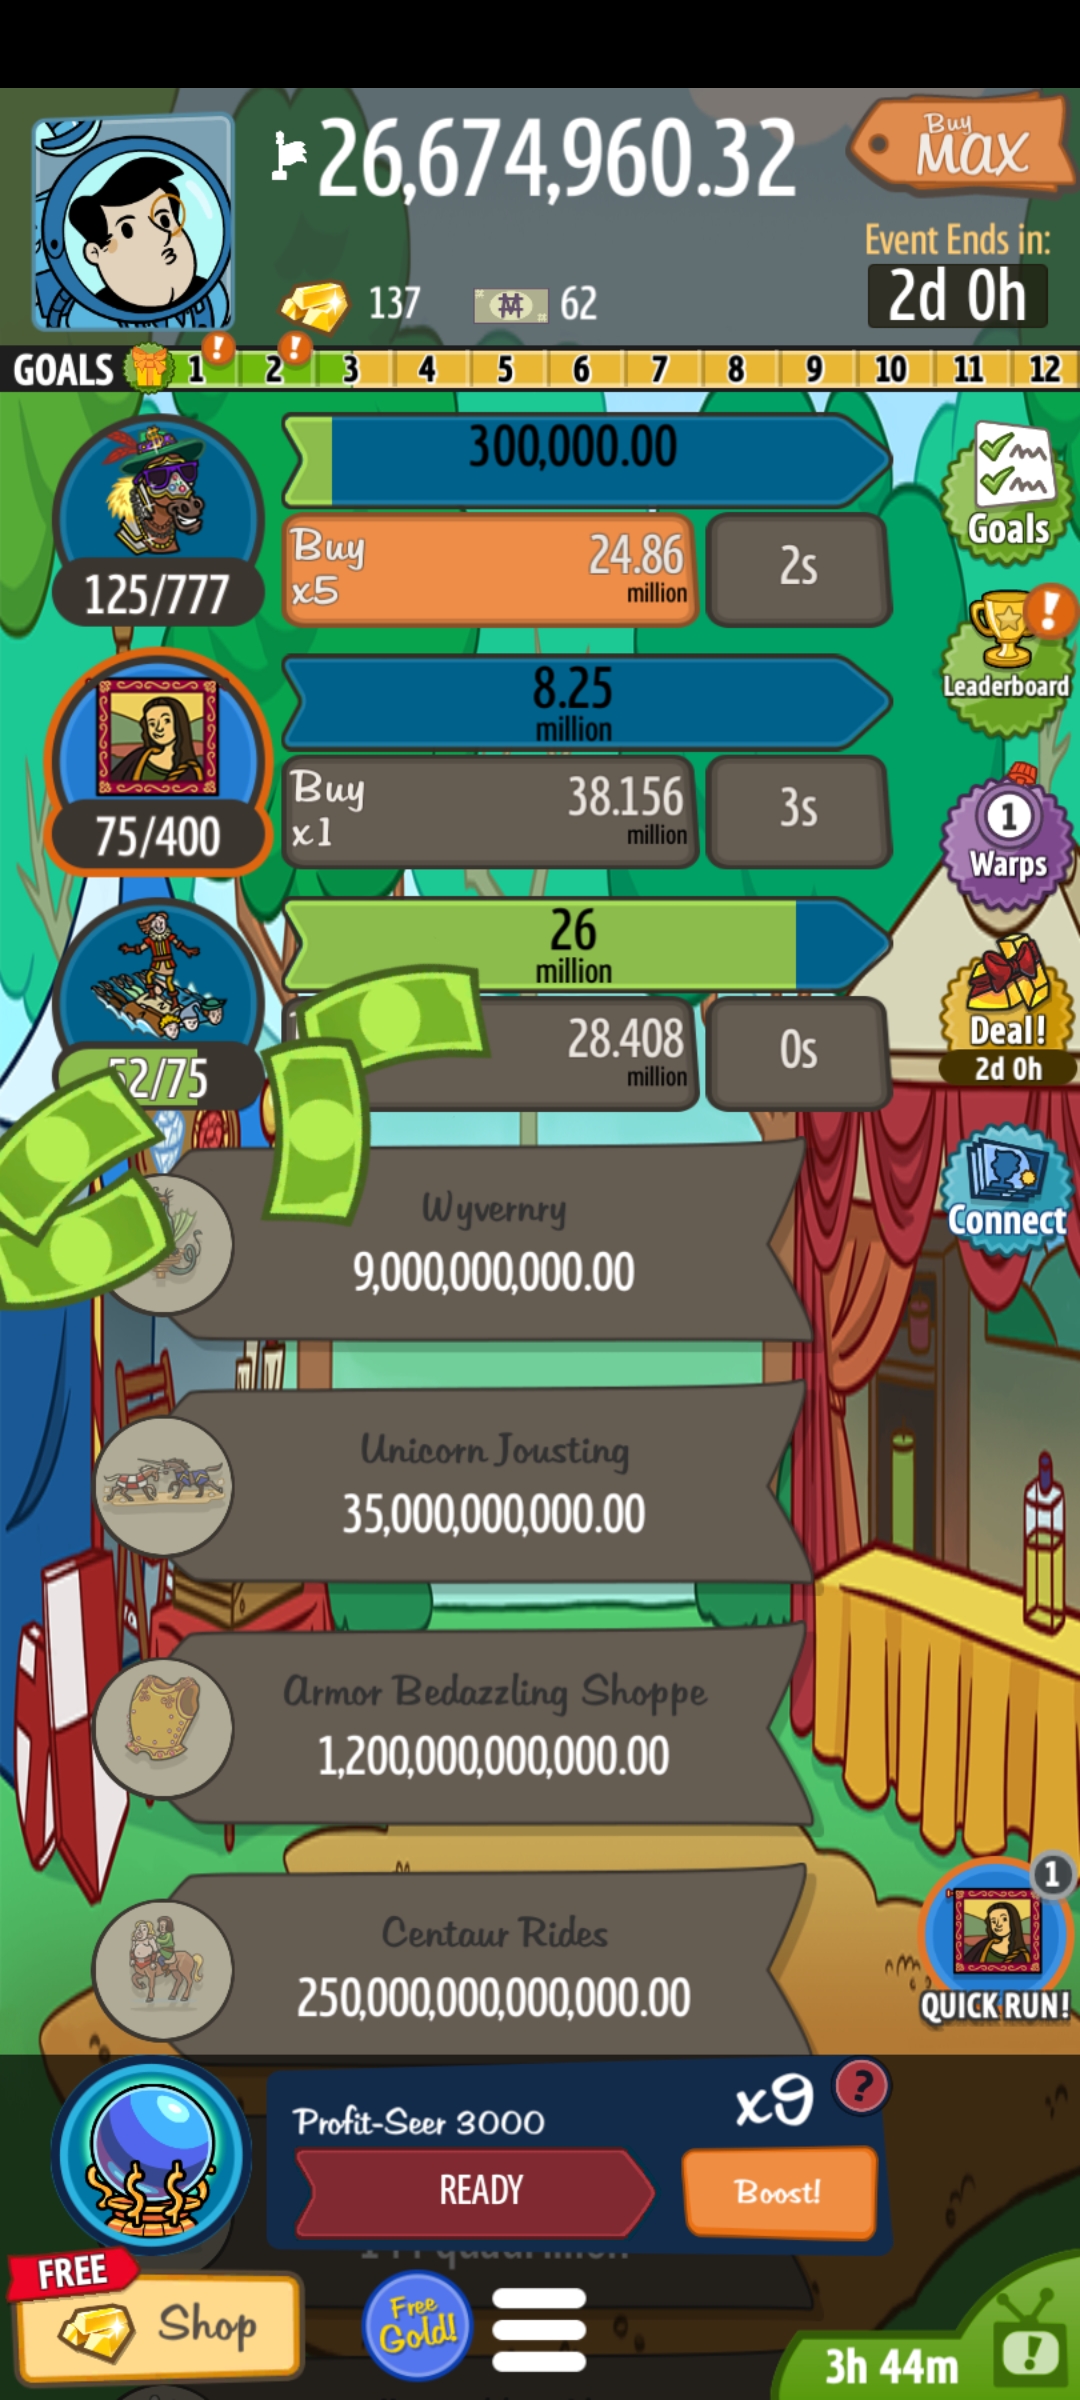 26,674,960.32
Buy
MAX
Event Ends in:
2d 0h
137
62
GOALS 1 ! 2 ! 3 4 5 6 7 8 9 10 11 12
300,000.00
Buy
x5
24.86
million
2s
125/777
Goals
!
Leaderboard
8.25
million
Buy
x1
38.156
million
3s
75/400
1
Warps
26
million
28.408
million
0s
52/75
Deal!
2d 0h
Wyvernry
9,000,000,000.00
Connect
Unicorn Jousting
35,000,000,000.00
Armor Bedazzling Shoppe
1,200,000,000,000.00
Centaur Rides
250,000,000,000,000.00
1
QUICK RUN!
Profit-Seer 3000
x9
?
READY
Boost!
FREE
Shop
Free
Gold!
3h 44m
!